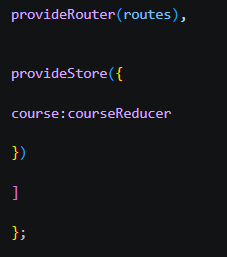 provideRouter(routes),
provideStore({
course:courseReducer
})
]
};